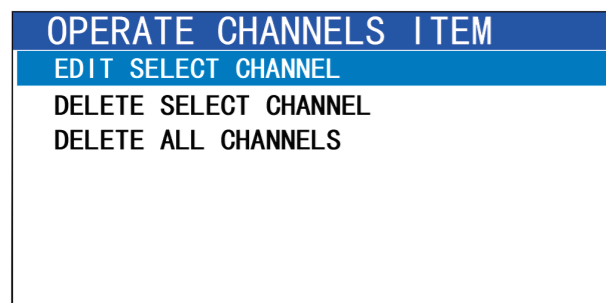 OPERATE CHANNELS ITEM
EDIT SELECT CHANNEL
DELETE SELECT CHANNEL
DELETE ALL CHANNELS